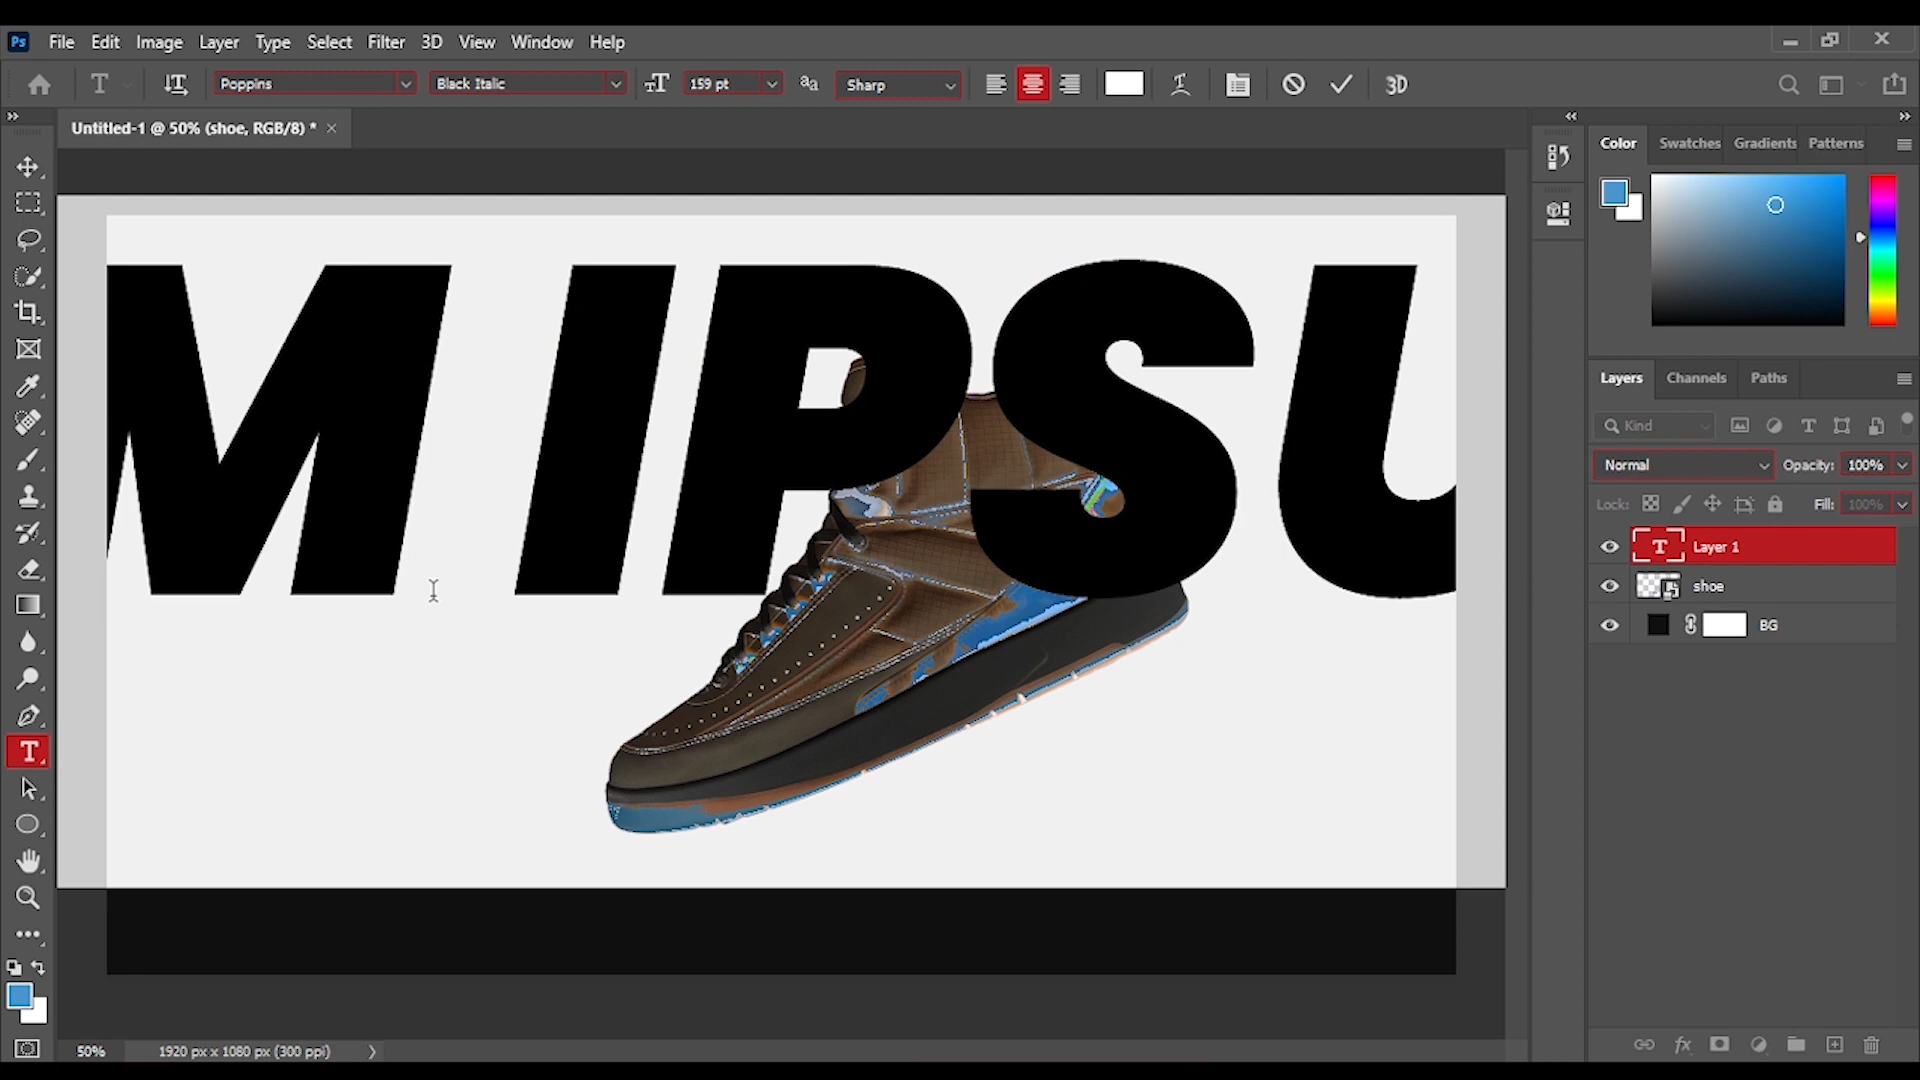 Ps File Edit Image Layer Type Select Filter 3D View Window Help
T Poppins Black Italic 159 pt aa Sharp 3D
Untitled-1 @ 50% (shoe, RGB/8) *
Color Swatches Gradients Patterns
M IPSU
Layers Channels Paths
Kind
Normal Opacity: 100%
Lock: Fill: 100%
T Layer 1
shoe
BG
T
fx
50% 1920 px x 1080 px (300 ppi)